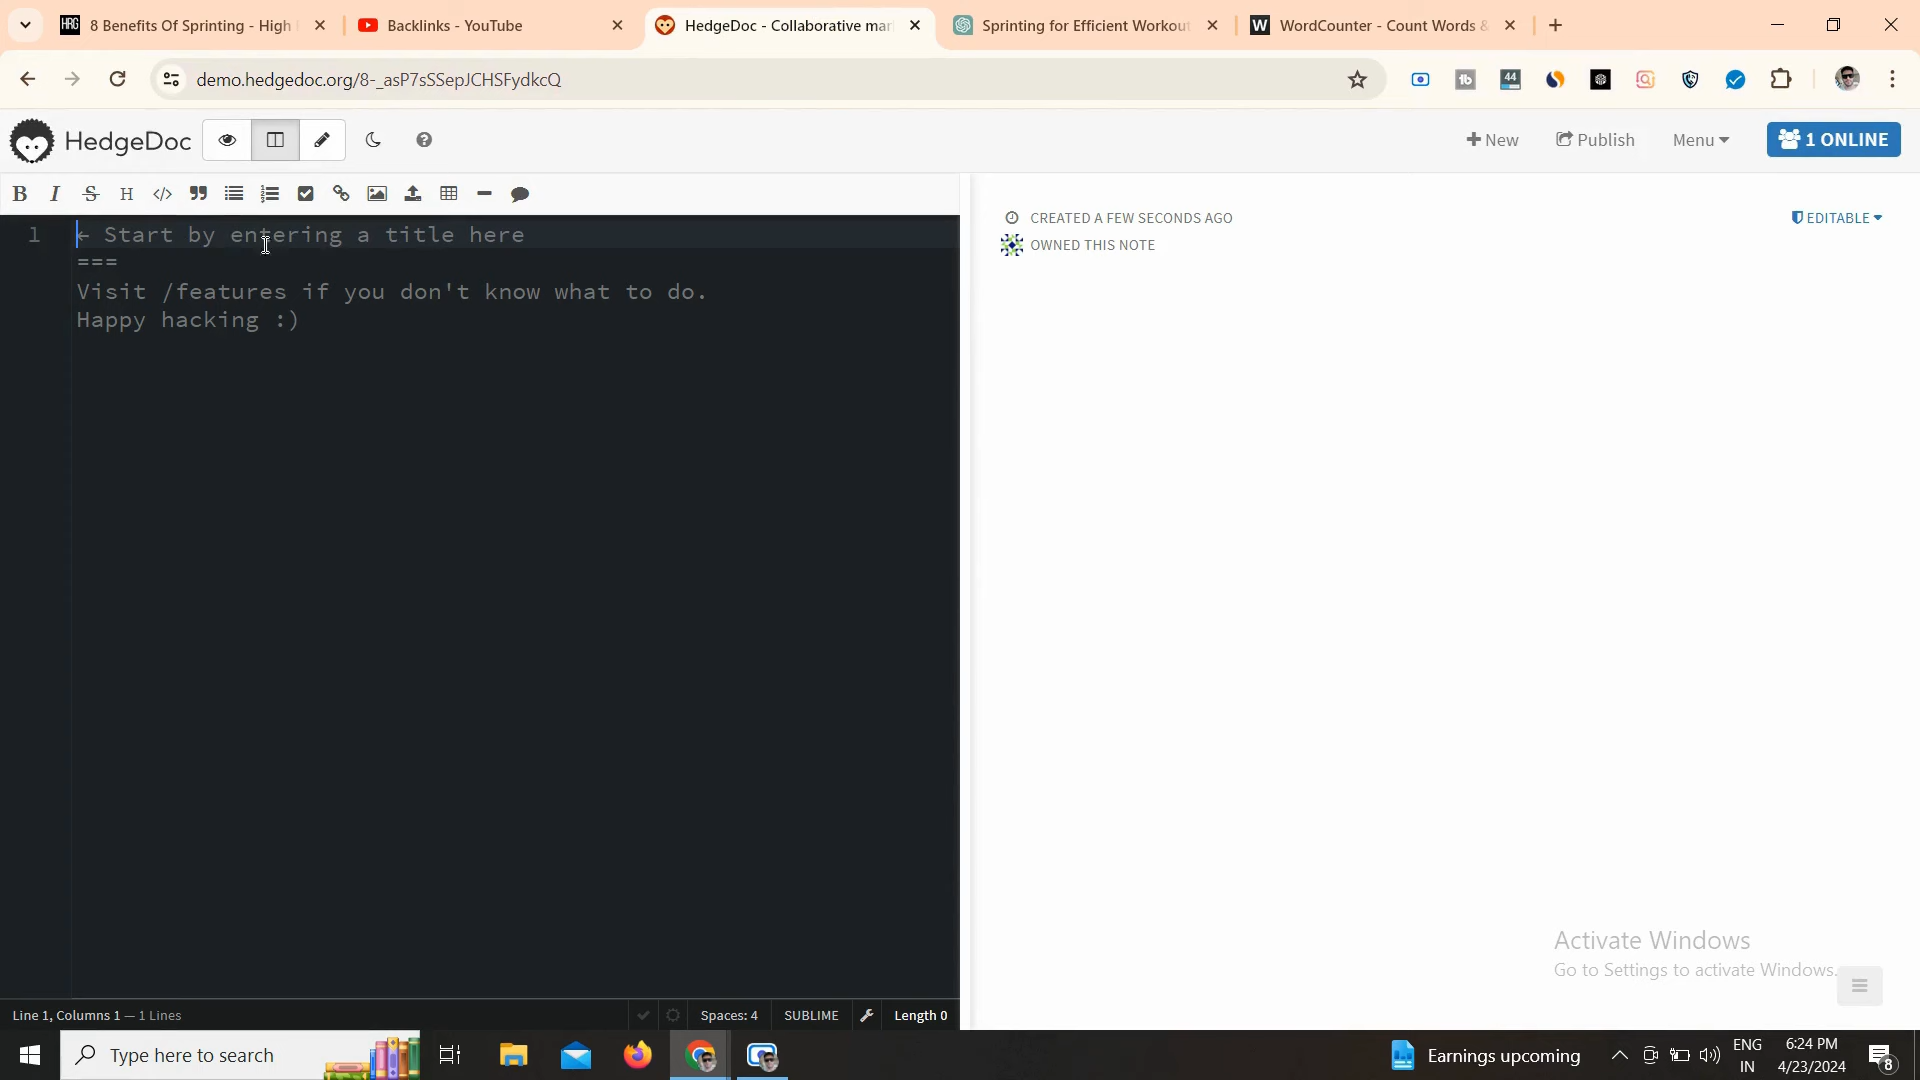 8 Benefits Of Sprinting - High
Backlinks - YouTube
HedgeDoc - Collaborative mar
Sprinting for Efficient Workout
WordCounter - Count Words &
demo.hedgedoc.org/8-_asP7sSSepJCHSFydkcQ
44
HedgeDoc
New
Publish
Menu
1 ONLINE
B I S H </>
1
← Start by entering a title here
===
Visit /features if you don't know what to do.
Happy hacking :)
CREATED A FEW SECONDS AGO
EDITABLE
OWNED THIS NOTE
Activate Windows
Go to Settings to activate Windows.
Line 1, Columns 1 — 1 Lines
Spaces: 4
SUBLIME
Length 0
Type here to search
Earnings upcoming
ENG
IN
6:24 PM
4/23/2024
8